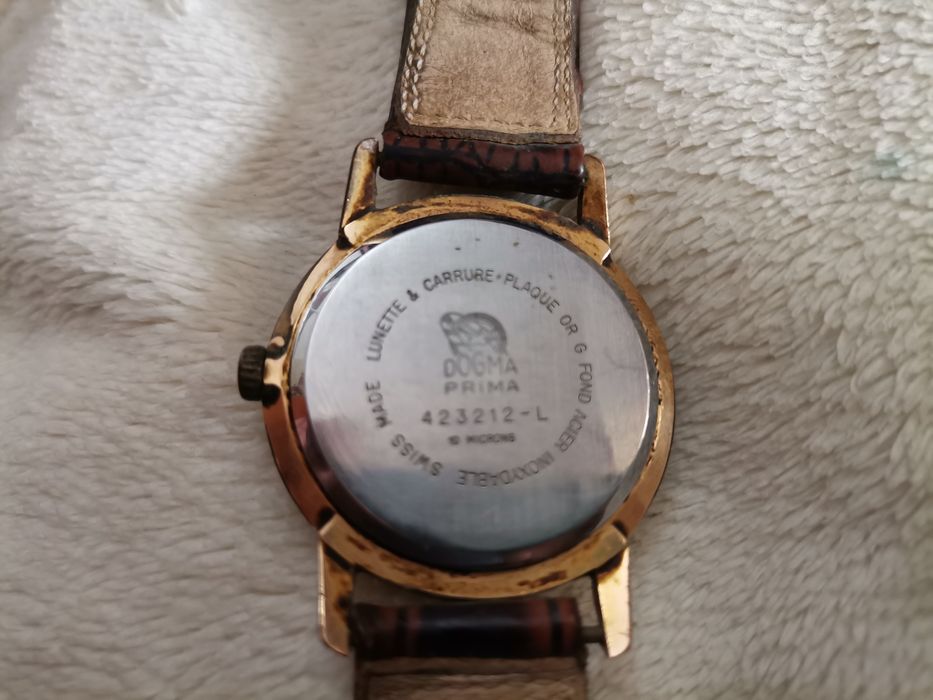 LUNETTE & CARRURE • PLAQUE OR G FOND ACIER INOXYDABLE SWISS MADE
DOGMA
PRIMA
423212-L
10 MICRONS